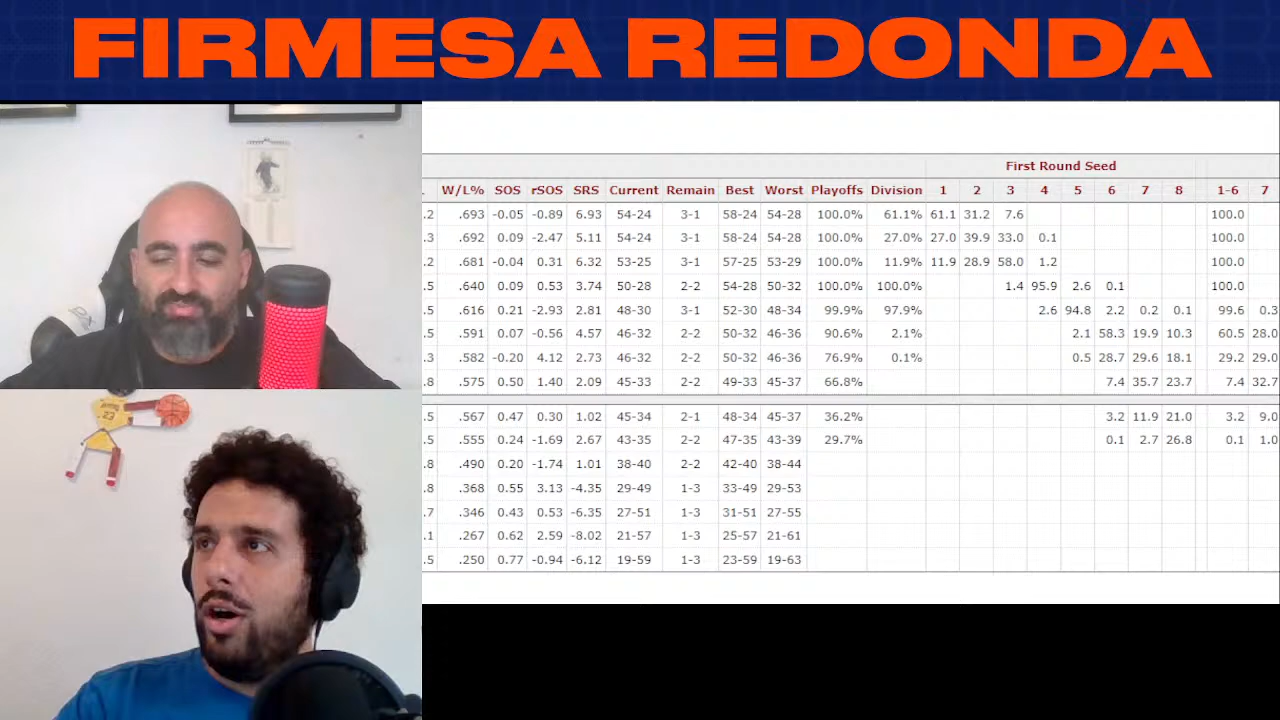 FIRMESA REDONDA
First Round Seed
W/L% SOS rSOS SRS Current Remain Best Worst Playoffs Division 1 2 3 4 5 6 7 8 1-6 7
.2 .693 -0.05 -0.89 6.93 54-24 3-1 58-24 54-28 100.0% 61.1% 61.1 31.2 7.6 100.0
.3 .692 0.09 -2.47 5.11 54-24 3-1 58-24 54-28 100.0% 27.0% 27.0 39.9 33.0 0.1 100.0
.2 .681 -0.04 0.31 6.32 53-25 3-1 57-25 53-29 100.0% 11.9% 11.9 28.9 58.0 1.2 100.0
.5 .640 0.09 0.53 3.74 50-28 2-2 54-28 50-32 100.0% 100.0% 1.4 95.9 2.6 0.1 100.0
.5 .616 0.21 -2.93 2.81 48-30 3-1 52-30 48-34 99.9% 97.9% 2.6 94.8 2.2 0.2 0.1 99.6 0.3
.5 .591 0.07 -0.56 4.57 46-32 2-2 50-32 46-36 90.6% 2.1% 2.1 58.3 19.9 10.3 60.5 28.0
.3 .582 -0.20 4.12 2.73 46-32 2-2 50-32 46-36 76.9% 0.1% 0.5 28.7 29.6 18.1 29.2 29.0
.8 .575 0.50 1.40 2.09 45-33 2-2 49-33 45-37 66.8% 7.4 35.7 23.7 7.4 32.7
.5 .567 0.47 0.30 1.02 45-34 2-1 48-34 45-37 36.2% 3.2 11.9 21.0 3.2 9.0
.5 .555 0.24 -1.69 2.67 43-35 2-2 47-35 43-39 29.7% 0.1 2.7 26.8 0.1 1.0
.8 .490 0.20 -1.74 1.01 38-40 2-2 42-40 38-44
.8 .368 0.55 3.13 -4.35 29-49 1-3 33-49 29-53
.7 .346 0.43 0.53 -6.35 27-51 1-3 31-51 27-55
.1 .267 0.62 2.59 -8.02 21-57 1-3 25-57 21-61
.5 .250 0.77 -0.94 -6.12 19-59 1-3 23-59 19-63
23